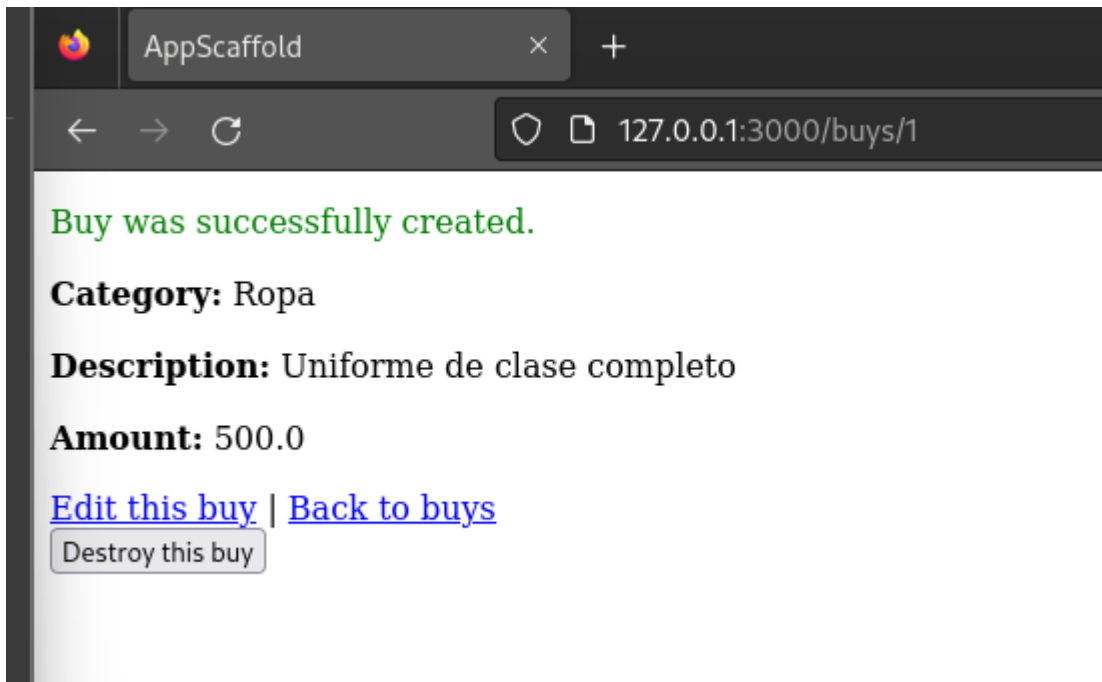 AppScaffold
127.0.0.1:3000/buys/1
Buy was successfully created.
Category: Ropa
Description: Uniforme de clase completo
Amount: 500.0
Edit this buy | Back to buys
Destroy this buy